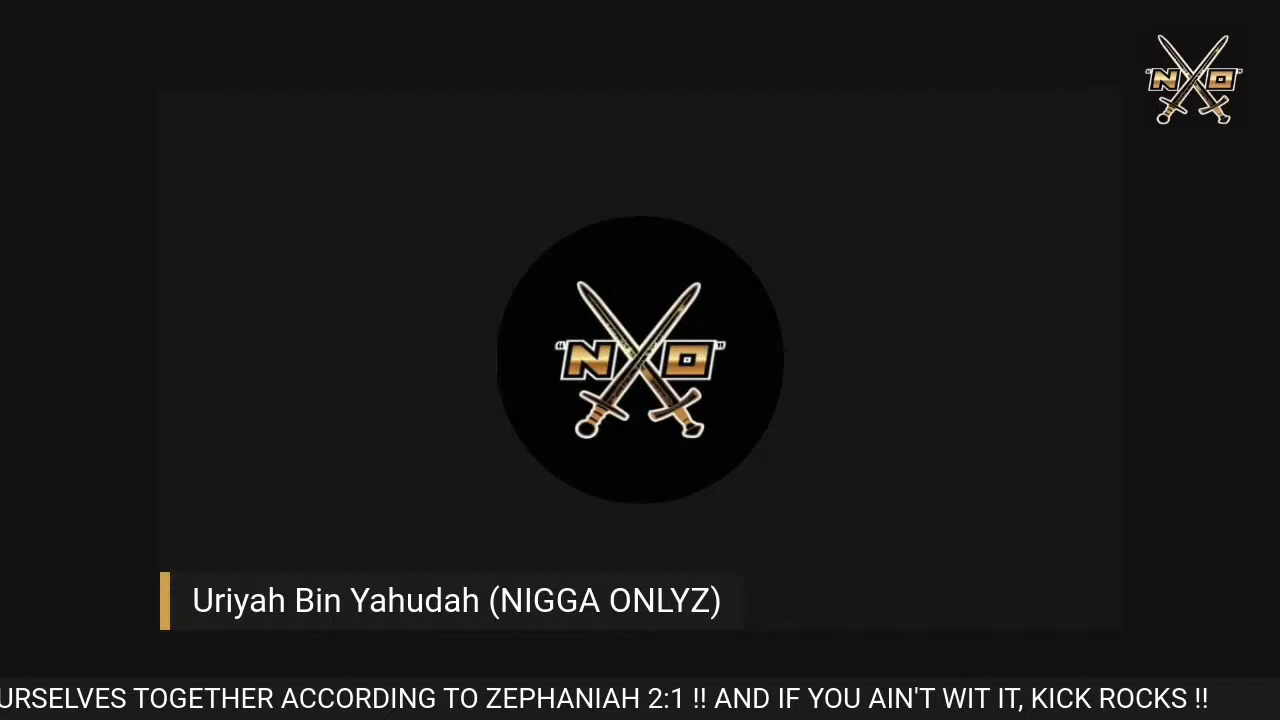 "NXO"
"NXO"
Uriyah Bin Yahudah (NIGGA ONLYZ)
URSELVES TOGETHER ACCORDING TO ZEPHANIAH 2:1 !! AND IF YOU AIN'T WIT IT, KICK ROCKS !!